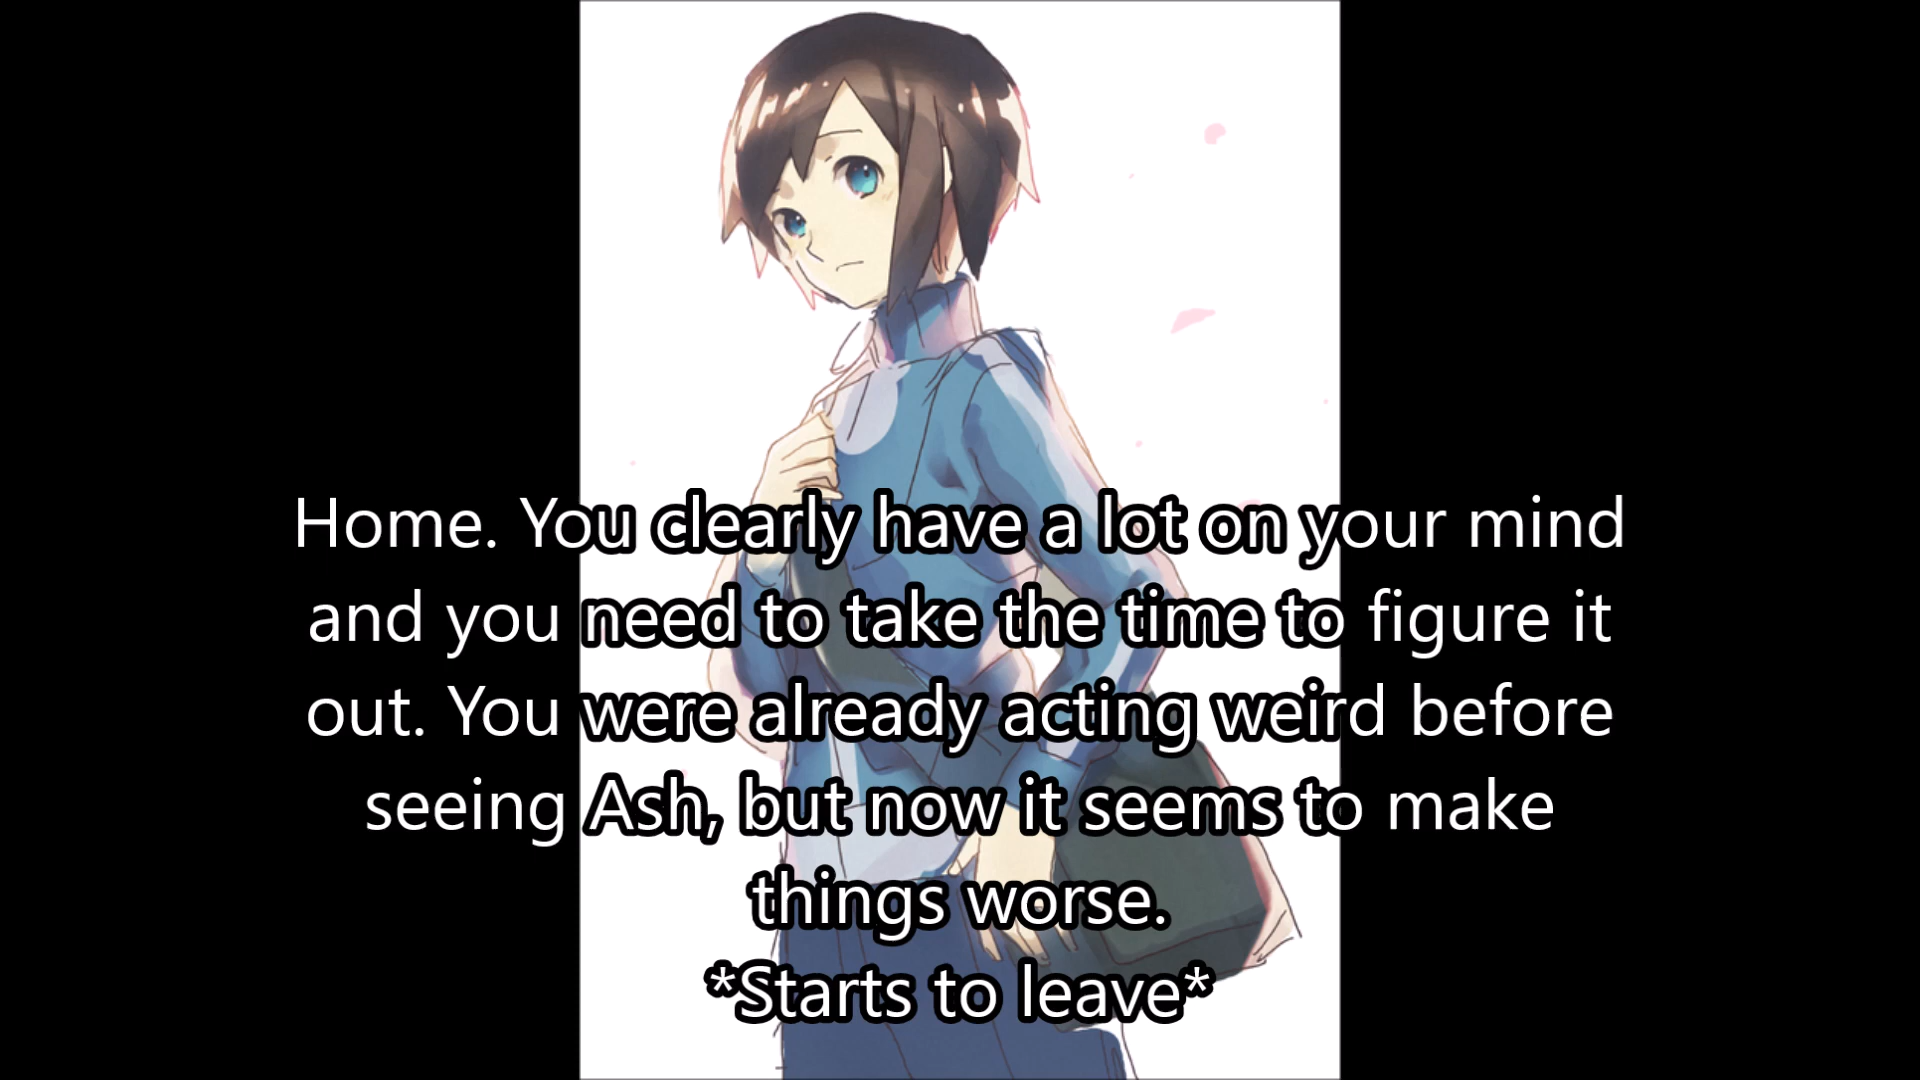 Home. You clearly have a lot on your mind
and you need to take the time to figure it
out. You were already acting weird before
seeing Ash, but now it seems to make
things worse.
*Starts to leave*